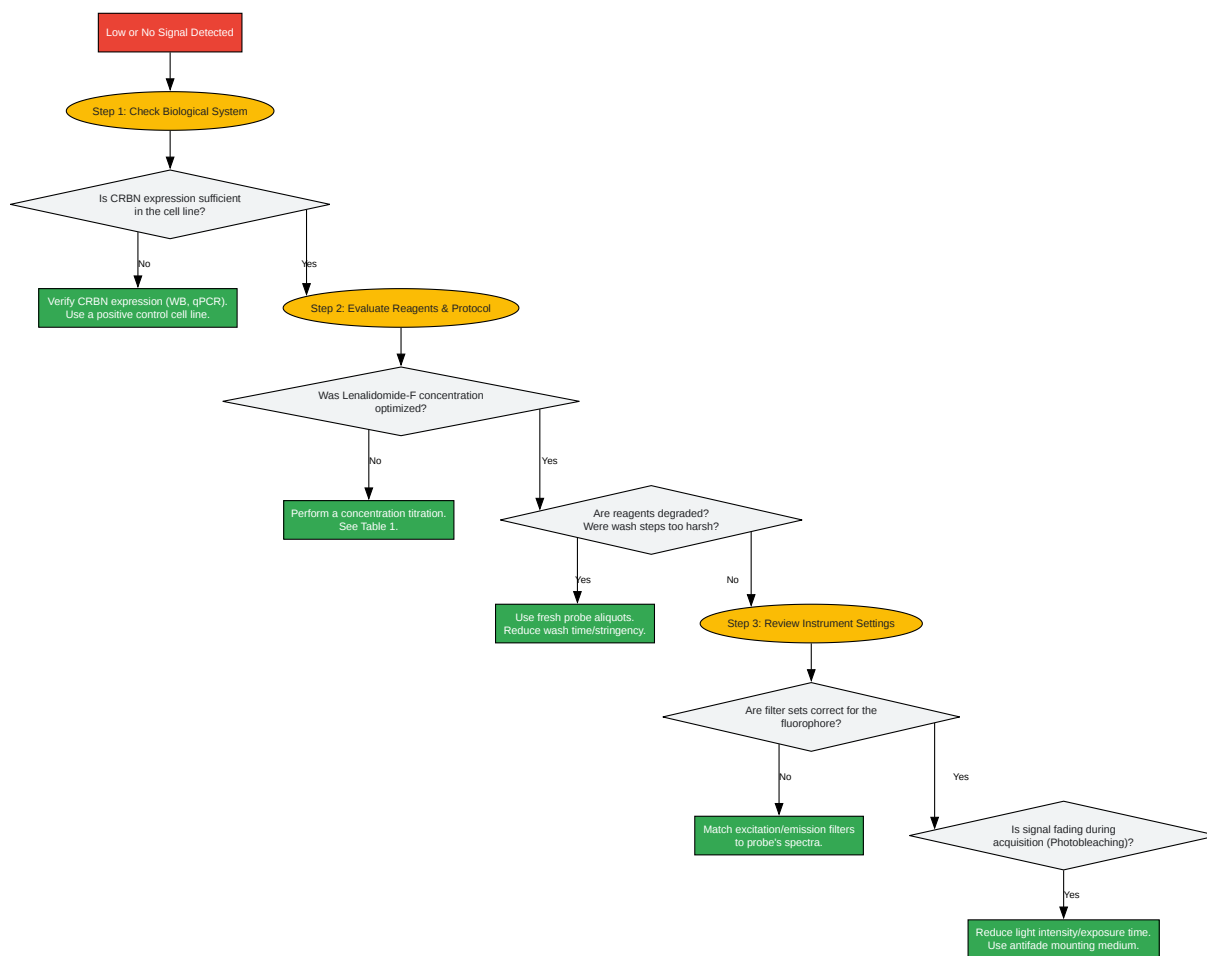 Low or No Signal Detected
Step 1: Check Biological System
Is CRBN expression sufficient
in the cell line?
No
Yes
Verify CRBN expression (WB, qPCR).
Use a positive control cell line.
Step 2: Evaluate Reagents & Protocol
Was Lenalidomide-F concentration
optimized?
No
Yes
Perform a concentration titration.
See Table 1.
Are reagents degraded?
Were wash steps too harsh?
Yes
No
Use fresh probe aliquots.
Reduce wash time/stringency.
Step 3: Review Instrument Settings
Are filter sets correct for the
fluorophore?
No
Yes
Match excitation/emission filters
to probe's spectra.
Is signal fading during
acquisition (Photobleaching)?
Yes
Reduce light intensity/exposure time.
Use antifade mounting medium.